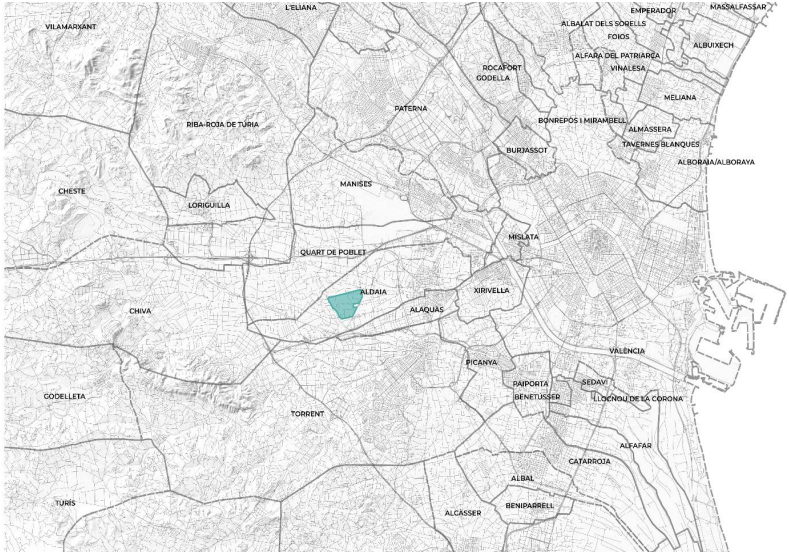 L'ELIANA
EMPERADOR
MASSALFASSAR
VILAMARXANT
ALBALAT DELS SORELLS
FOIOS
ALBUIXECH
ALFARA DEL PATRIARCA
ROCAFORT
VINALESA
GODELLA
MELIANA
PATERNA
RIBA-ROJA DE TÚRIA
BONREPÒS I MIRAMBELL
ALMÀSSERA
TAVERNES BLANQUES
BURJASSOT
ALBORAIA/ALBORAYA
MANISES
CHESTE
LORIGUILLA
MISLATA
QUART DE POBLET
ALDAIA
XIRIVELLA
CHIVA
ALAQUÀS
VALÈNCIA
PICANYA
PAIPORTA
SEDAVÍ
GODELLETA
BENETÚSSER
LLOCNOU DE LA CORONA
TORRENT
ALFAFAR
CATARROJA
ALBAL
TURÍS
BENIPARRELL
ALCÀSSER